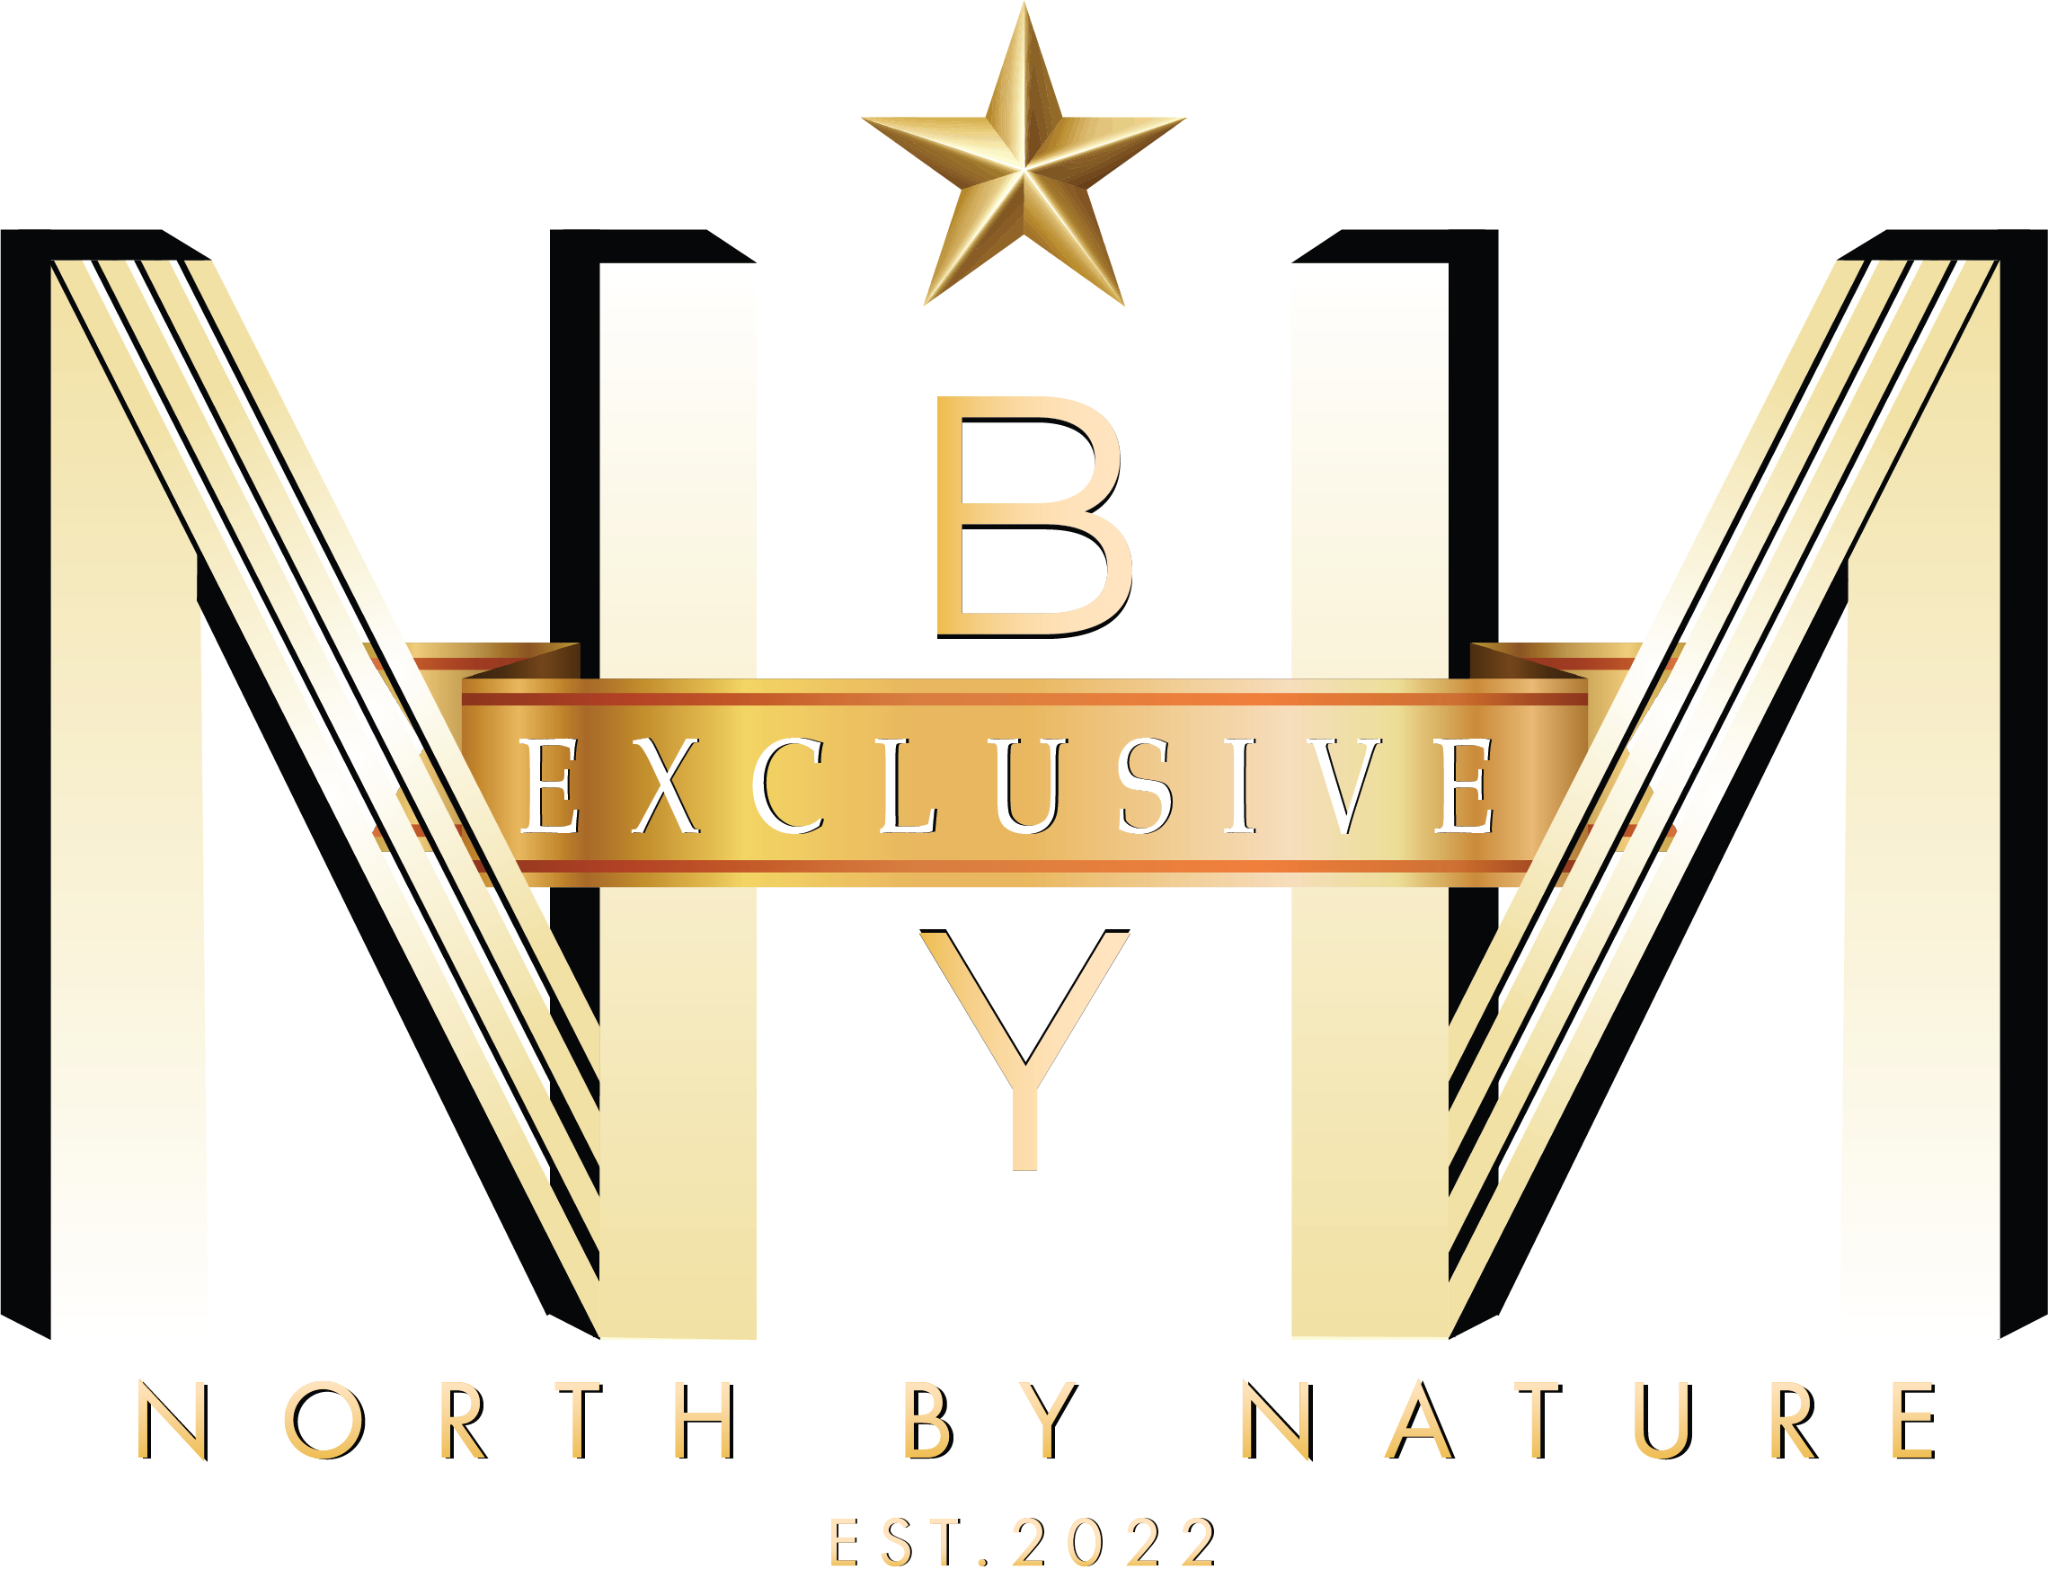 N B N
EXCLUSIVE
Y
NORTH BY NATURE
EST.2022